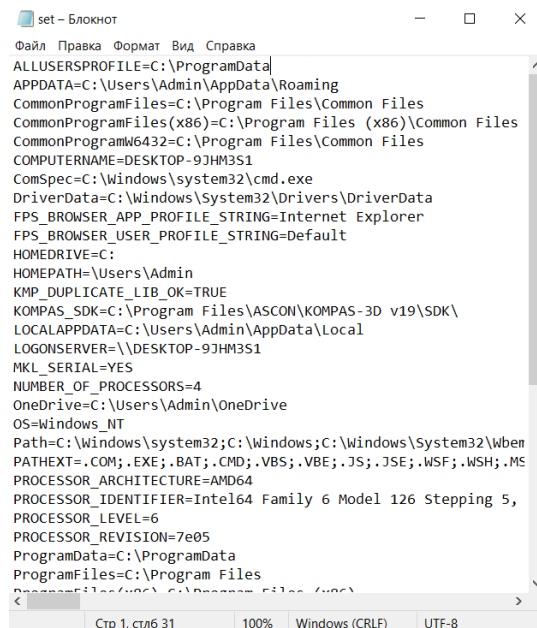 set – Блокнот
Файл Правка Формат Вид Справка
ALLUSERSPROFILE=C:\ProgramData
APPDATA=C:\Users\Admin\AppData\Roaming
CommonProgramFiles=C:\Program Files\Common Files
CommonProgramFiles(x86)=C:\Program Files (x86)\Common Files
CommonProgramW6432=C:\Program Files\Common Files
COMPUTERNAME=DESKTOP-9JHM3S1
ComSpec=C:\Windows\system32\cmd.exe
DriverData=C:\Windows\System32\Drivers\DriverData
FPS_BROWSER_APP_PROFILE_STRING=Internet Explorer
FPS_BROWSER_USER_PROFILE_STRING=Default
HOMEDRIVE=C:
HOMEPATH=\Users\Admin
KMP_DUPLICATE_LIB_OK=TRUE
KOMPAS_SDK=C:\Program Files\ASCON\KOMPAS-3D v19\SDK\
LOCALAPPDATA=C:\Users\Admin\AppData\Local
LOGONSERVER=\\DESKTOP-9JHM3S1
MKL_SERIAL=YES
NUMBER_OF_PROCESSORS=4
OneDrive=C:\Users\Admin\OneDrive
OS=Windows_NT
Path=C:\Windows\system32;C:\Windows;C:\Windows\System32\Wbem
PATHEXT=.COM;.EXE;.BAT;.CMD;.VBS;.VBE;.JS;.JSE;.WSF;.WSH;.MS
PROCESSOR_ARCHITECTURE=AMD64
PROCESSOR_IDENTIFIER=Intel64 Family 6 Model 126 Stepping 5,
PROCESSOR_LEVEL=6
PROCESSOR_REVISION=7e05
ProgramData=C:\ProgramData
ProgramFiles=C:\Program Files
ProgramFiles(x86)=C:\Program Files (x86)
Стр 1, стлб 31 100% Windows (CRLF) UTF-8